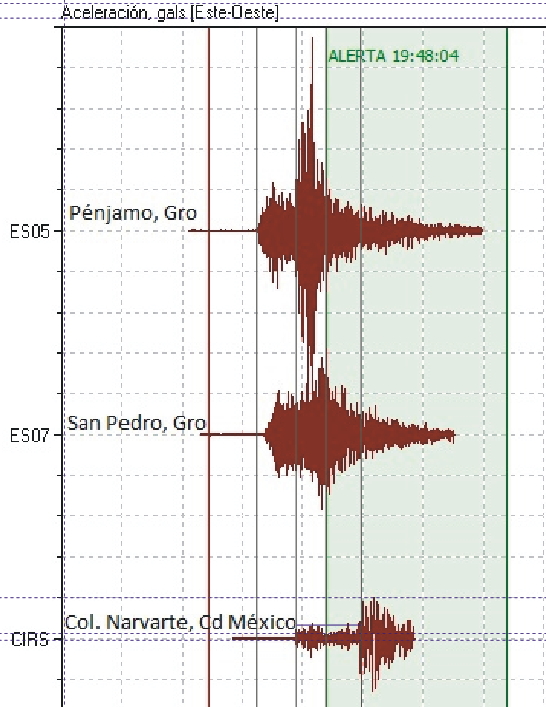 Aceleración, gals [Este-Oeste]
ALERTA 19:48:04
Pénjamo, Gro
ES05
San Pedro, Gro
ES07
Col. Narvarte, Cd México
CIRS